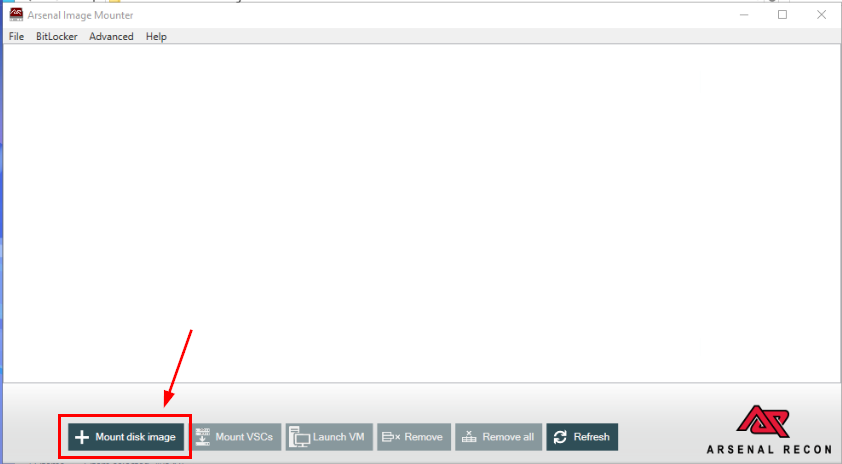 Arsenal Image Mounter
File BitLocker Advanced Help
Mount disk image Mount VSCs Launch VM Remove Remove all Refresh
ARSENAL RECON